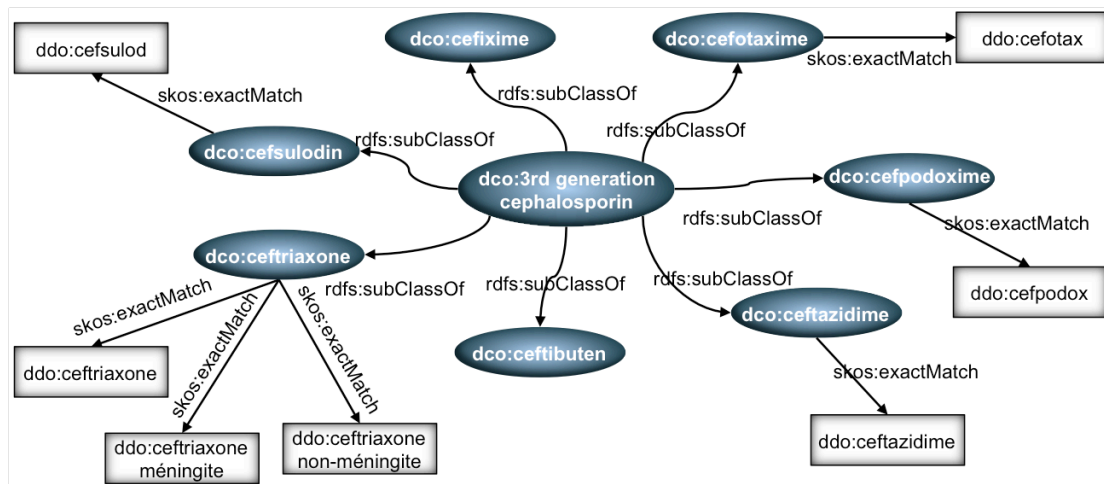 ddo:cefsulod
dco:cefixime
dco:cefotaxime
ddo:cefotax
skos:exactMatch
skos:exactMatch
rdfs:subClassOf
rdfs:subClassOf
rdfs:subClassOf
dco:cefsulodin
dco:3rd generation
cephalosporin
dco:cefpodoxime
rdfs:subClassOf
skos:exactMatch
dco:ceftriaxone
rdfs:subClassOf
rdfs:subClassOf
rdfs:subClassOf
ddo:cefpodox
skos:exactMatch
skos:exactMatch
skos:exactMatch
dco:ceftazidime
dco:ceftibuten
skos:exactMatch
ddo:ceftriaxone
ddo:ceftriaxone
méningite
ddo:ceftriaxone
non-méningite
ddo:ceftazidime